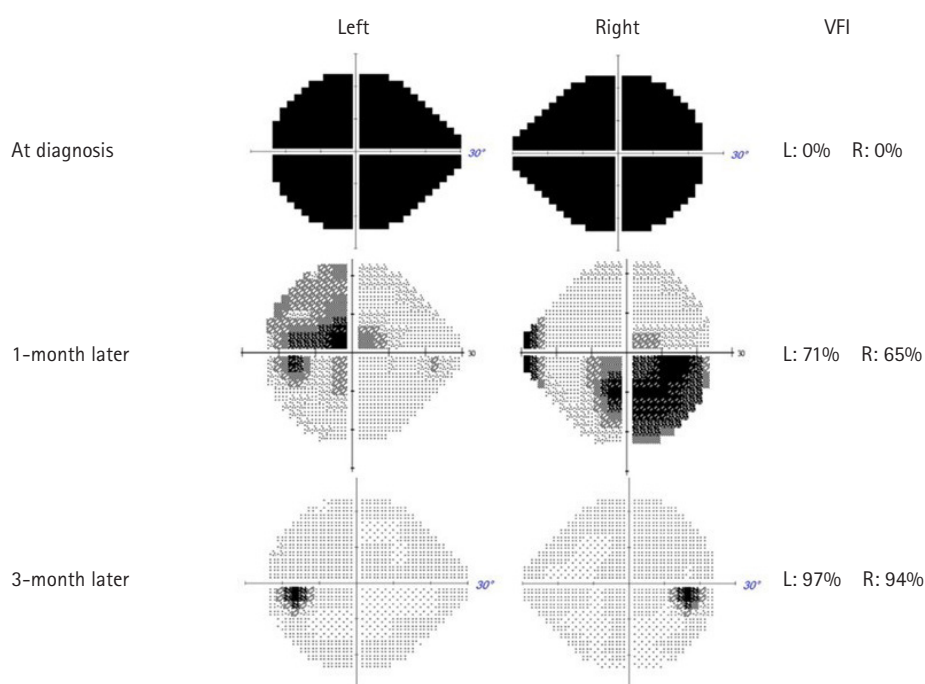 Left Right VFI
30° 30°
At diagnosis L: 0% R: 0%
30 30
1-month later L: 71% R: 65%
30° 30°
3-month later L: 97% R: 94%